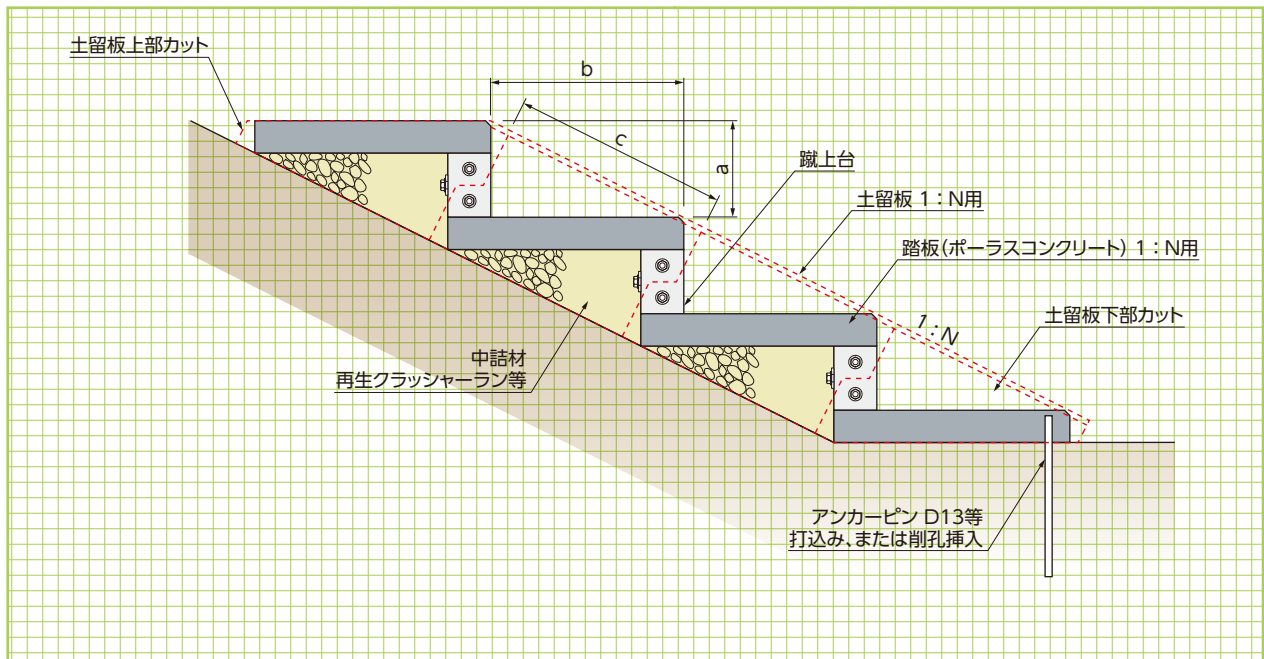 土留板上部カット
b
c
a
蹴上台
土留板 1：N用
踏板(ポーラスコンクリート) 1：N用
1：N
土留板下部カット
中詰材
再生クラッシャーラン等
アンカーピン D13等
打込み、または削孔挿入